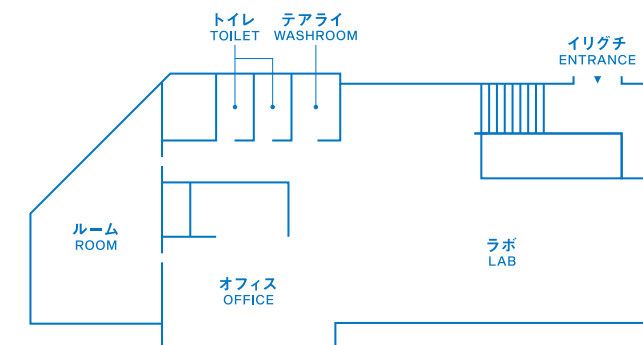 トイレ
TOILET
テアライ
WASHROOM
イリグチ
ENTRANCE
ルーム
ROOM
ラボ
LAB
オフィス
OFFICE